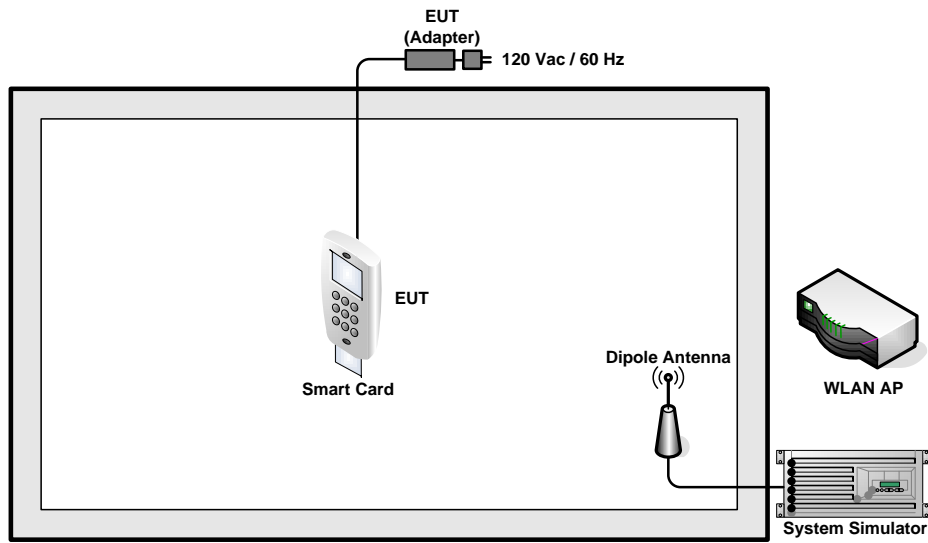 EUT
(Adapter)
120 Vac / 60 Hz
EUT
Smart Card
Dipole Antenna
WLAN AP
System Simulator